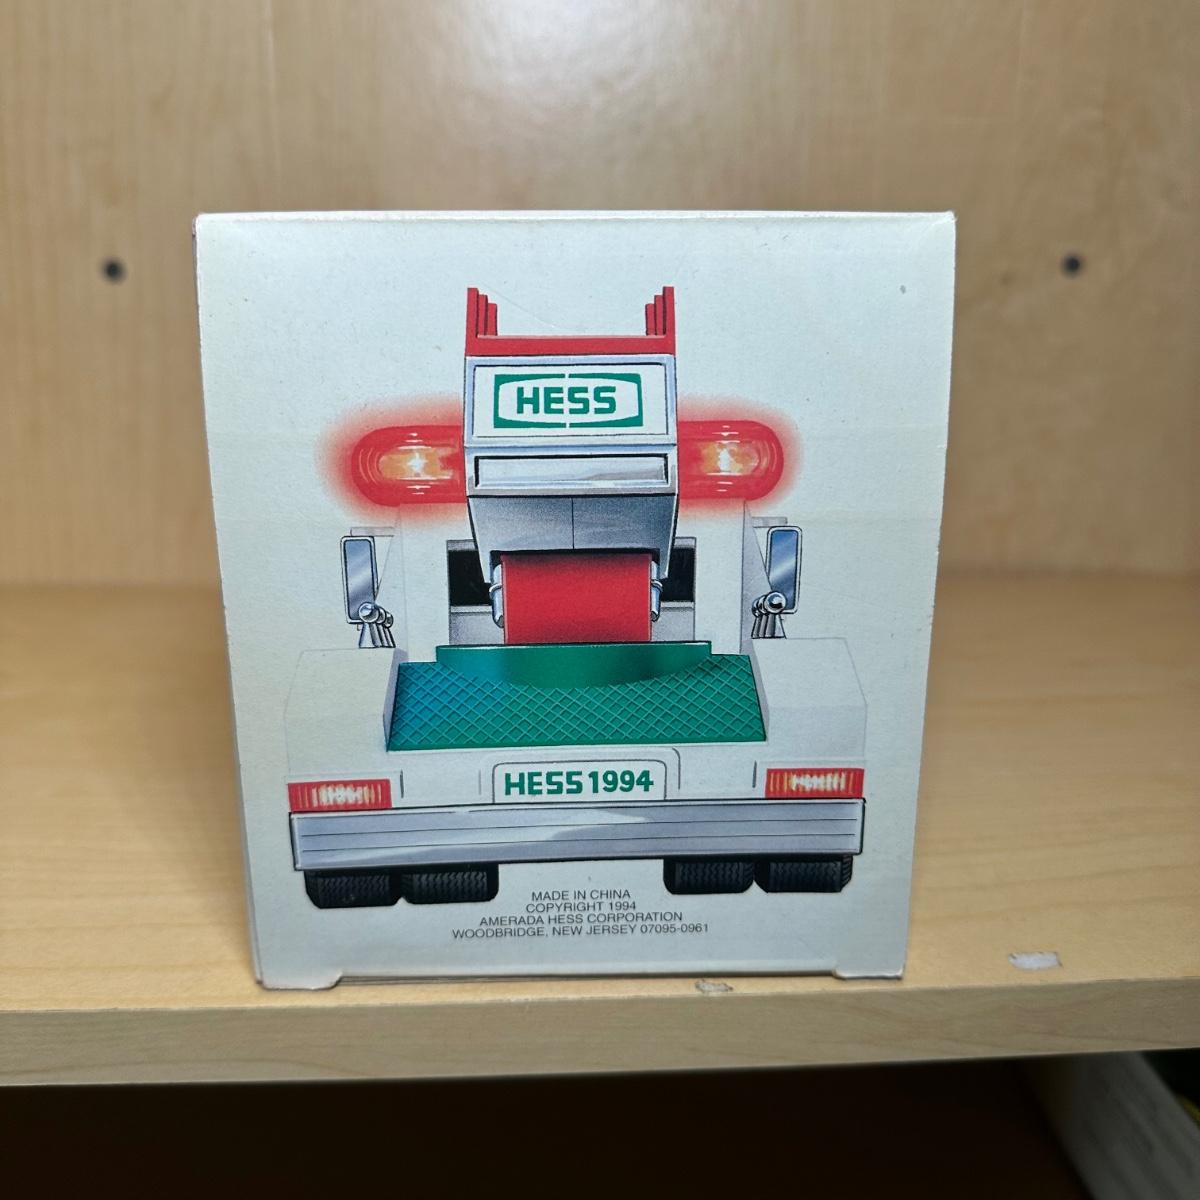 HESS
HESS 1994
MADE IN CHINA
COPYRIGHT 1994
AMERADA HESS CORPORATION
WOODBRIDGE, NEW JERSEY 07095-0961